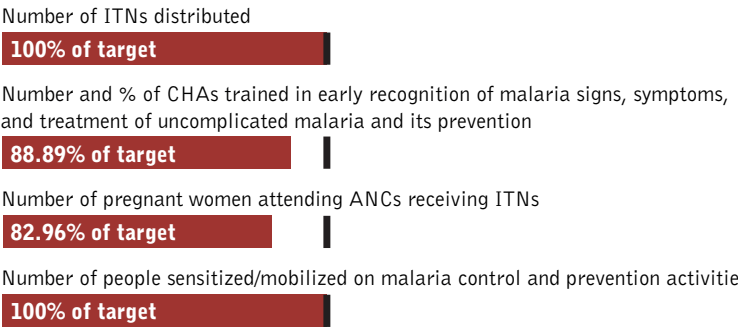 Number of ITNs distributed
100% of target
Number and % of CHAs trained in early recognition of malaria signs, symptoms,
and treatment of uncomplicated malaria and its prevention
88.89% of target
Number of pregnant women attending ANCs receiving ITNs
82.96% of target
Number of people sensitized/mobilized on malaria control and prevention activitie
100% of target